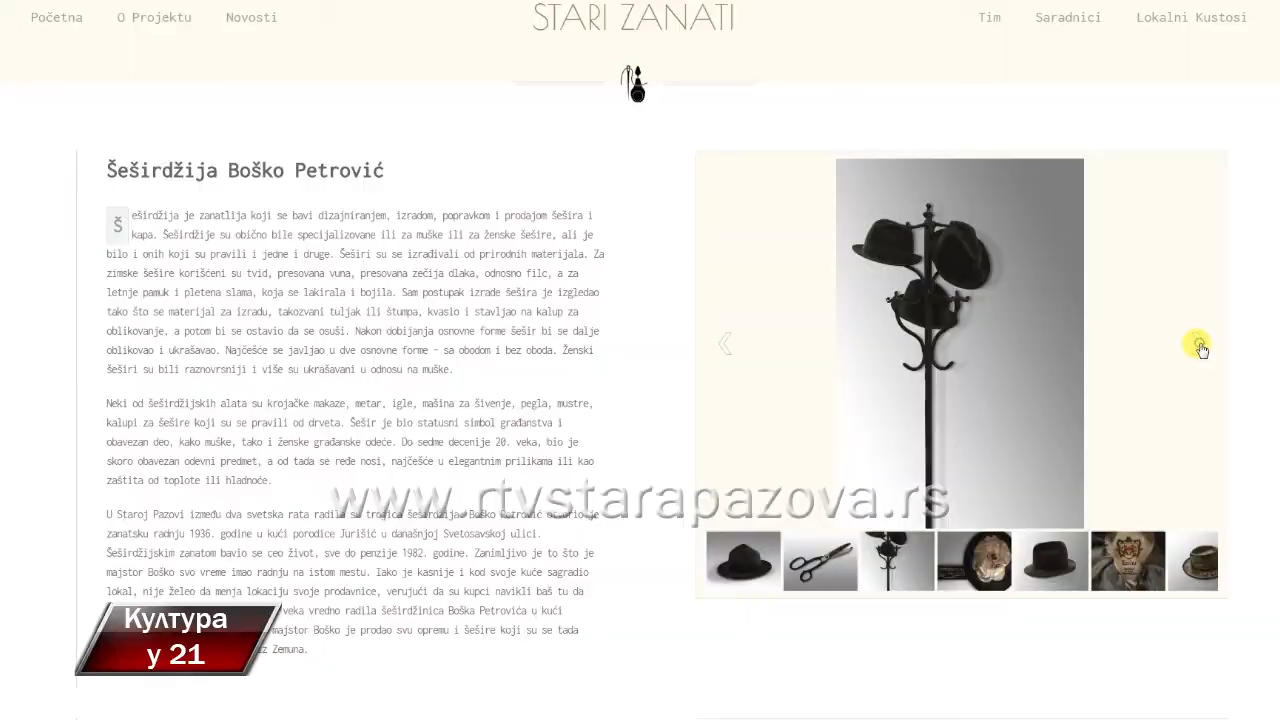 Početna O Projektu Novosti STARI ZANATI Tim Saradnici Lokalni Kustosi
Šeširdžija Boško Petrović
Šeširdžija je zanatlija koji se bavi dizajniranjem, izradom, popravkom i prodajom šešira i
kapa. Šeširdžije su obično bile specijalizovane ili za muške ili za ženske šešire, ali je
bilo i onih koji su pravili i jedne i druge. Šeširi su se izrađivali od prirodnih materijala. Za
zimske šešire korišćeni su tvid, presovana vuna, presovana zečija dlaka, odnosno filc, a za
letnje pamuk i pletena slama, koja se lakirala i bojila. Sam postupak izrade šešira je izgledao
tako što se materijal za izradu, takozvani tuljak ili štumpa, kvasio i stavljao na kalup za
oblikovanje, a potom bi se ostavio da se osuši. Nakon dobijanja osnovne forme šešir bi se dalje
oblikovao i ukrašavao. Najčešće se javljao u dve osnovne forme - sa obodom i bez oboda. Ženski
šeširi su bili raznovrsniji i više su ukrašavani u odnosu na muške.
Neki od šeširdžijskih alata su krojačke makaze, metar, igle, mašina za šivenje, pegla, mustre,
kalupi za šešire koji su se pravili od drveta. Šešir je bio statusni simbol građanstva i
obavezan deo, kako muške, tako i ženske građanske odeće. Do sedme decenije 20. veka, bio je
skoro obavezan odevni predmet, a od tada se ređe nosi, najčešće u elegantnim prilikama ili kao
zaštita od toplote ili hladnoće.
www.rtvstarapazova.rs
U Staroj Pazovi između dva svetska rata radila su trojica šeširdžija. Boško Petrović otvorio je
zanatsku radnju 1936. godine u kući porodice Jurišić u današnjoj Svetosavskoj ulici.
Šeširdžijskim zanatom bavio se ceo život, sve do penzije 1982. godine. Zanimljivo je to što je
majstor Boško svo vreme imao radnju na istom mestu. Iako je kasnije i kod svoje kuće sagradio
lokal, nije želeo da menja lokaciju svoje prodavnice, verujući da su kupci navikli baš tu da
veka vredno radila šeširdžinica Boška Petrovića u kući
majstor Boško je prodao svu opremu i šešire koji su se tada
iz Zemuna.
Култура
у 21